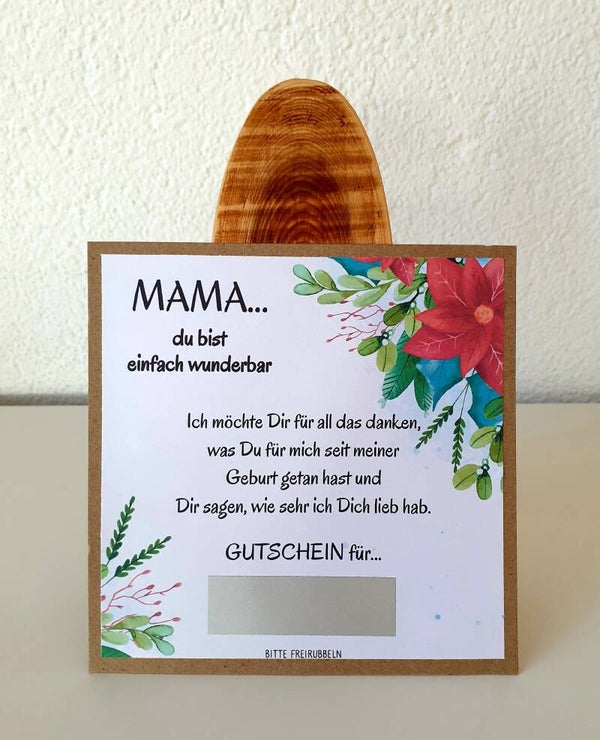 MAMA...
du bist
einfach wunderbar
Ich möchte Dir für all das danken,
was Du für mich seit meiner
Geburt getan hast und
Dir sagen, wie sehr ich Dich lieb hab.
GUTSCHEIN für...
BITTE FREIRUBBELN